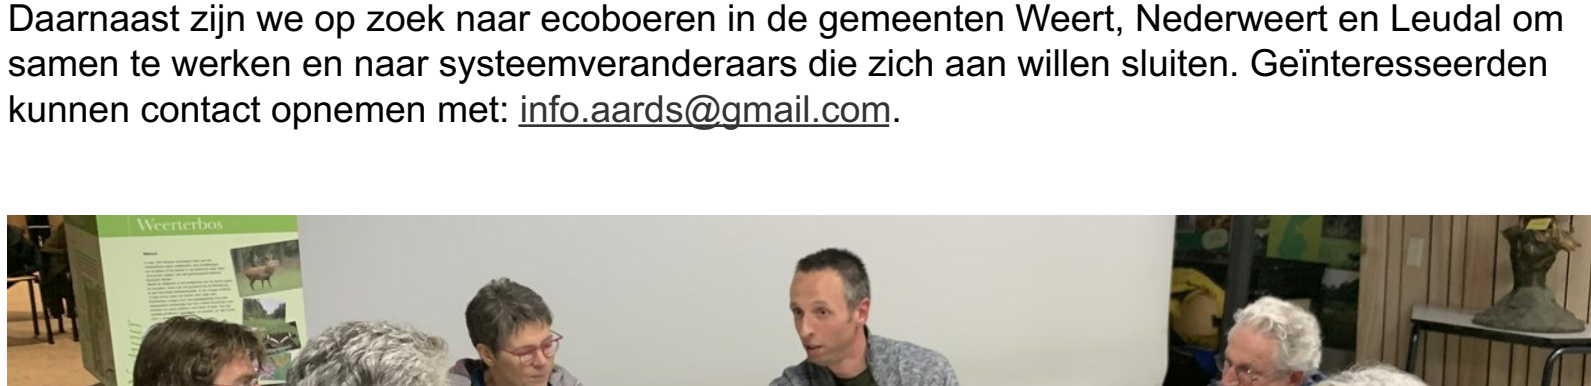 Daarnaast zijn we op zoek naar ecoboeren in de gemeenten Weert, Nederweert en Leudal om
samen te werken en naar systeemveranderaars die zich aan willen sluiten. Geïnteresseerden
kunnen contact opnemen met: info.aards@gmail.com.
Weerterbos